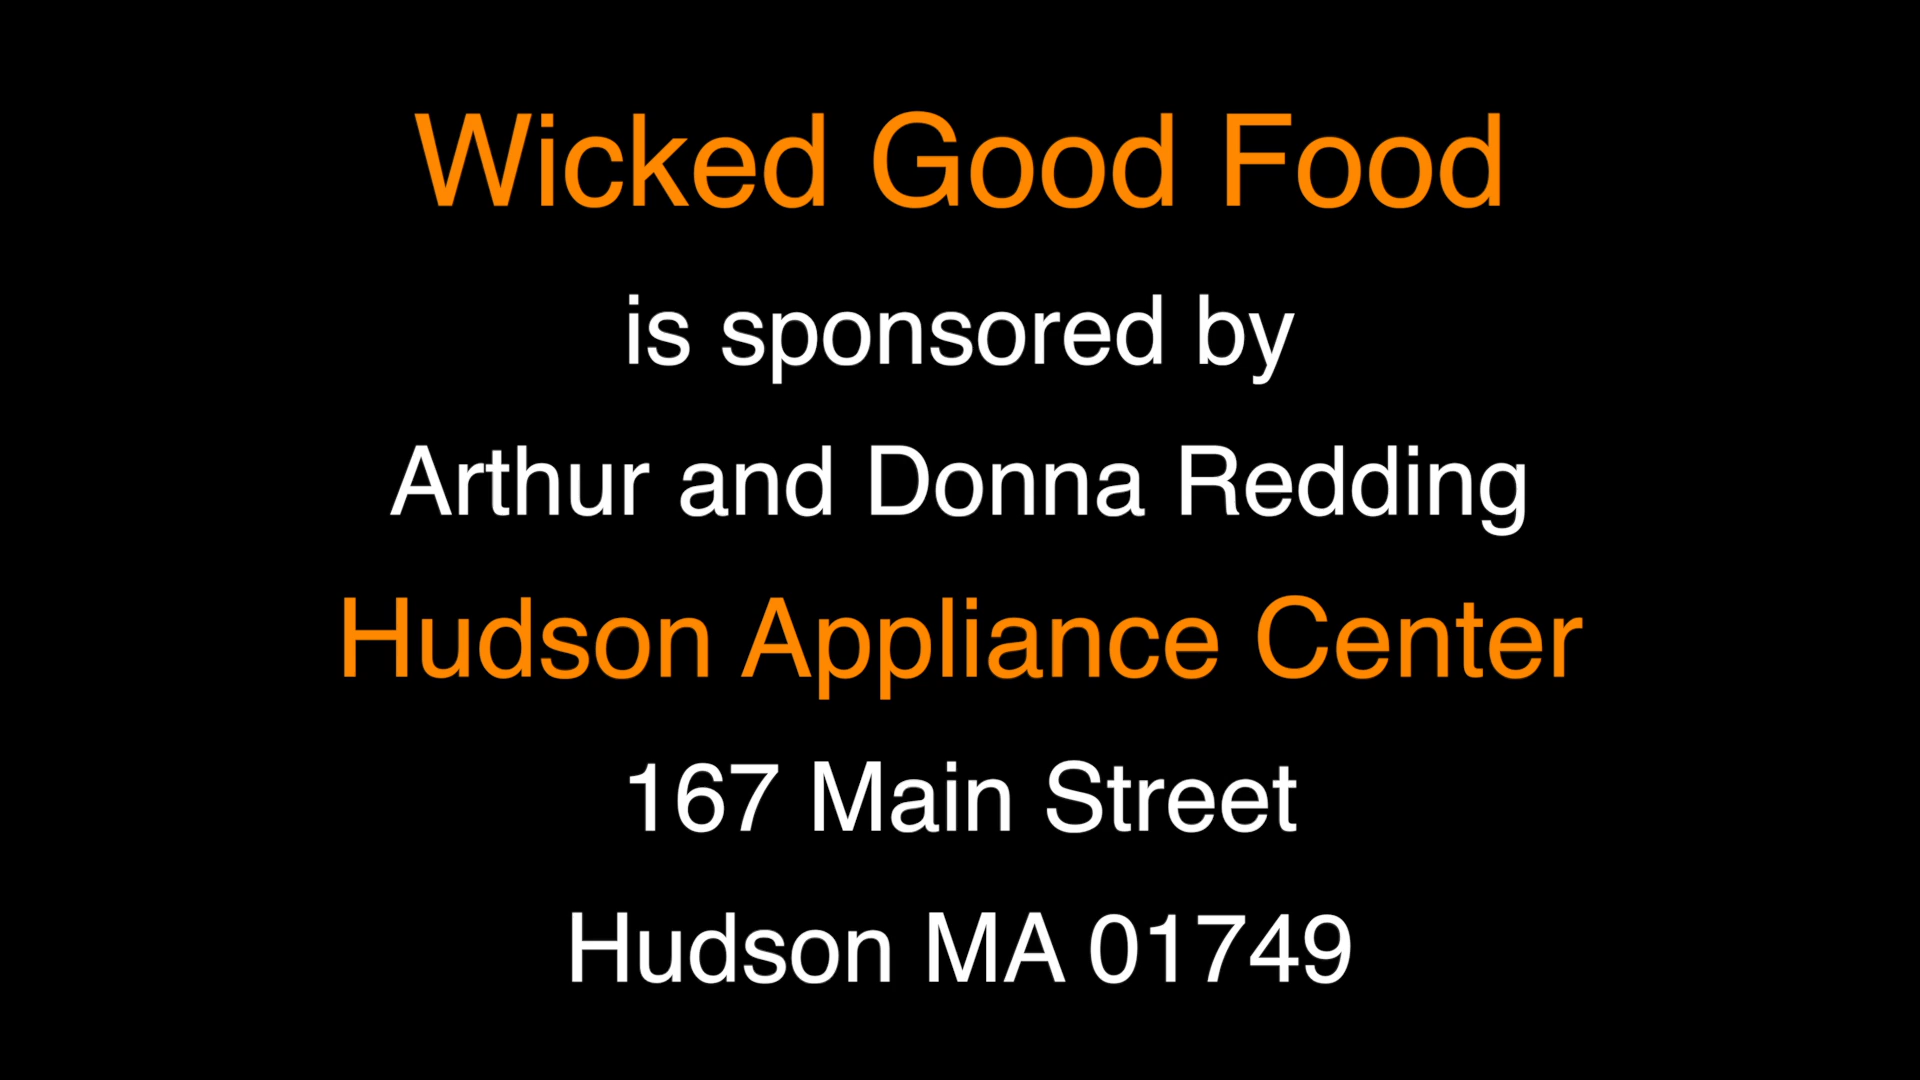 Wicked Good Food
is sponsored by
Arthur and Donna Redding
Hudson Appliance Center
167 Main Street
Hudson MA 01749